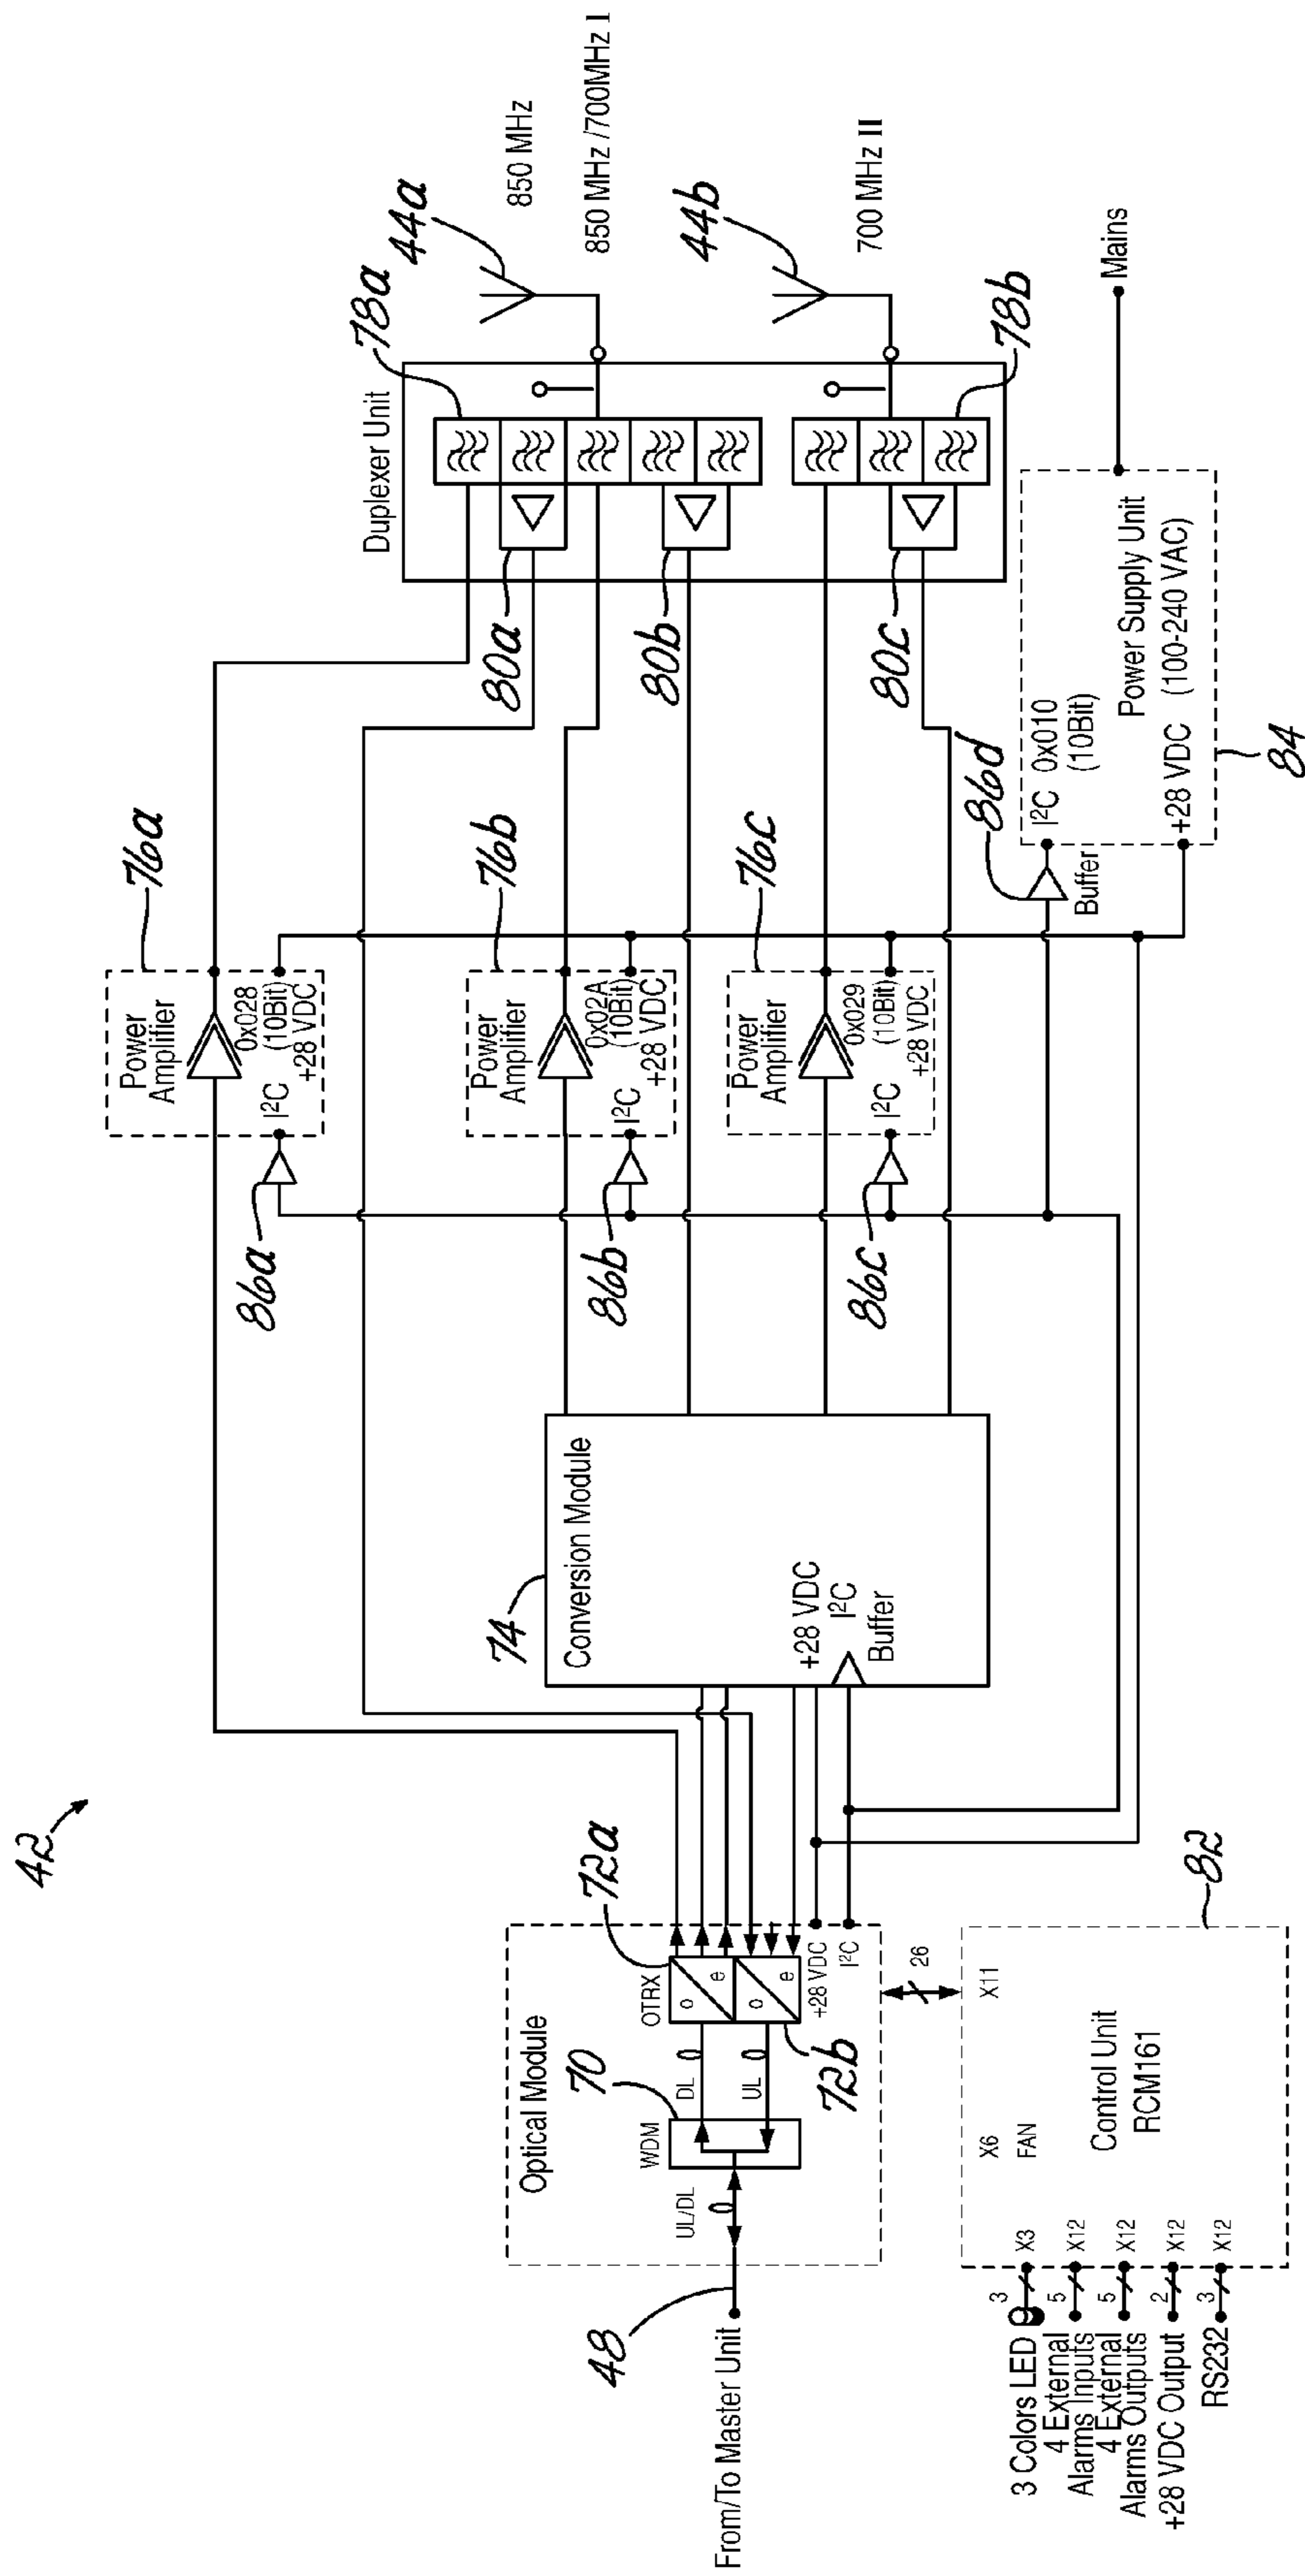 42
From/To Master Unit
48
Optical Module
UL/DL
WDM
70
DL
UL
OTRX
o
e
o
e
72a
72b
+28 VDC
I²C
26
82
X11
X6
FAN
Control Unit
RCM161
X3
X12
X12
X12
X12
3
5
5
2
3
3 Colors LED
4 External
Alarms Inputs
4 External
Alarms Outputs
+28 VDC Output
RS232
74
Conversion Module
+28 VDC
I²C
Buffer
76a
Power
Amplifier
0x028
(10Bit)
+28 VDC
I²C
86a
76b
Power
Amplifier
0x02A
(10Bit)
+28 VDC
I²C
86b
76c
Power
Amplifier
0x029
(10Bit)
+28 VDC
I²C
86c
86d
Buffer
I²C 0x010
(10Bit)
Power Supply Unit
+28 VDC (100-240 VAC)
84
Mains
Duplexer Unit
78a
80a
80b
80c
78b
44a
44b
850 MHz
850 MHz /700MHz I
700 MHz II